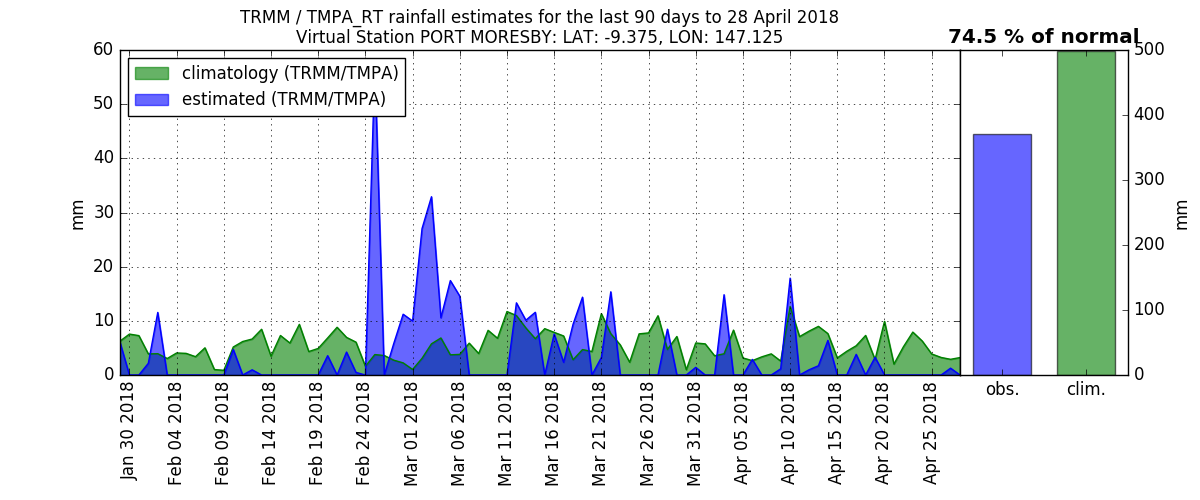 TRMM / TMPA_RT rainfall estimates for the last 90 days to 28 April 2018
Virtual Station PORT MORESBY: LAT: -9.375, LON: 147.125
74.5 % of normal
climatology (TRMM/TMPA)
estimated (TRMM/TMPA)
60
50
40
30
20
10
0
mm
Jan 30 2018
Feb 04 2018
Feb 09 2018
Feb 14 2018
Feb 19 2018
Feb 24 2018
Mar 01 2018
Mar 06 2018
Mar 11 2018
Mar 16 2018
Mar 21 2018
Mar 26 2018
Mar 31 2018
Apr 05 2018
Apr 10 2018
Apr 15 2018
Apr 20 2018
Apr 25 2018
obs.
clim.
500
400
300
200
100
0
mm